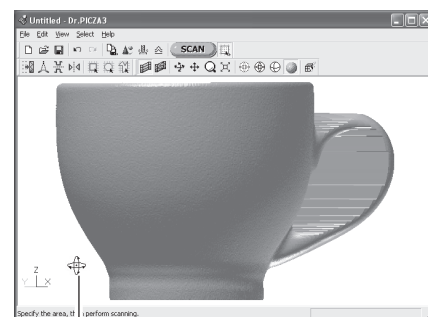 Untitled - Dr.PICZA3
File Edit View Select Help
SCAN
Z
Y X
Specify the area, th perform scanning.